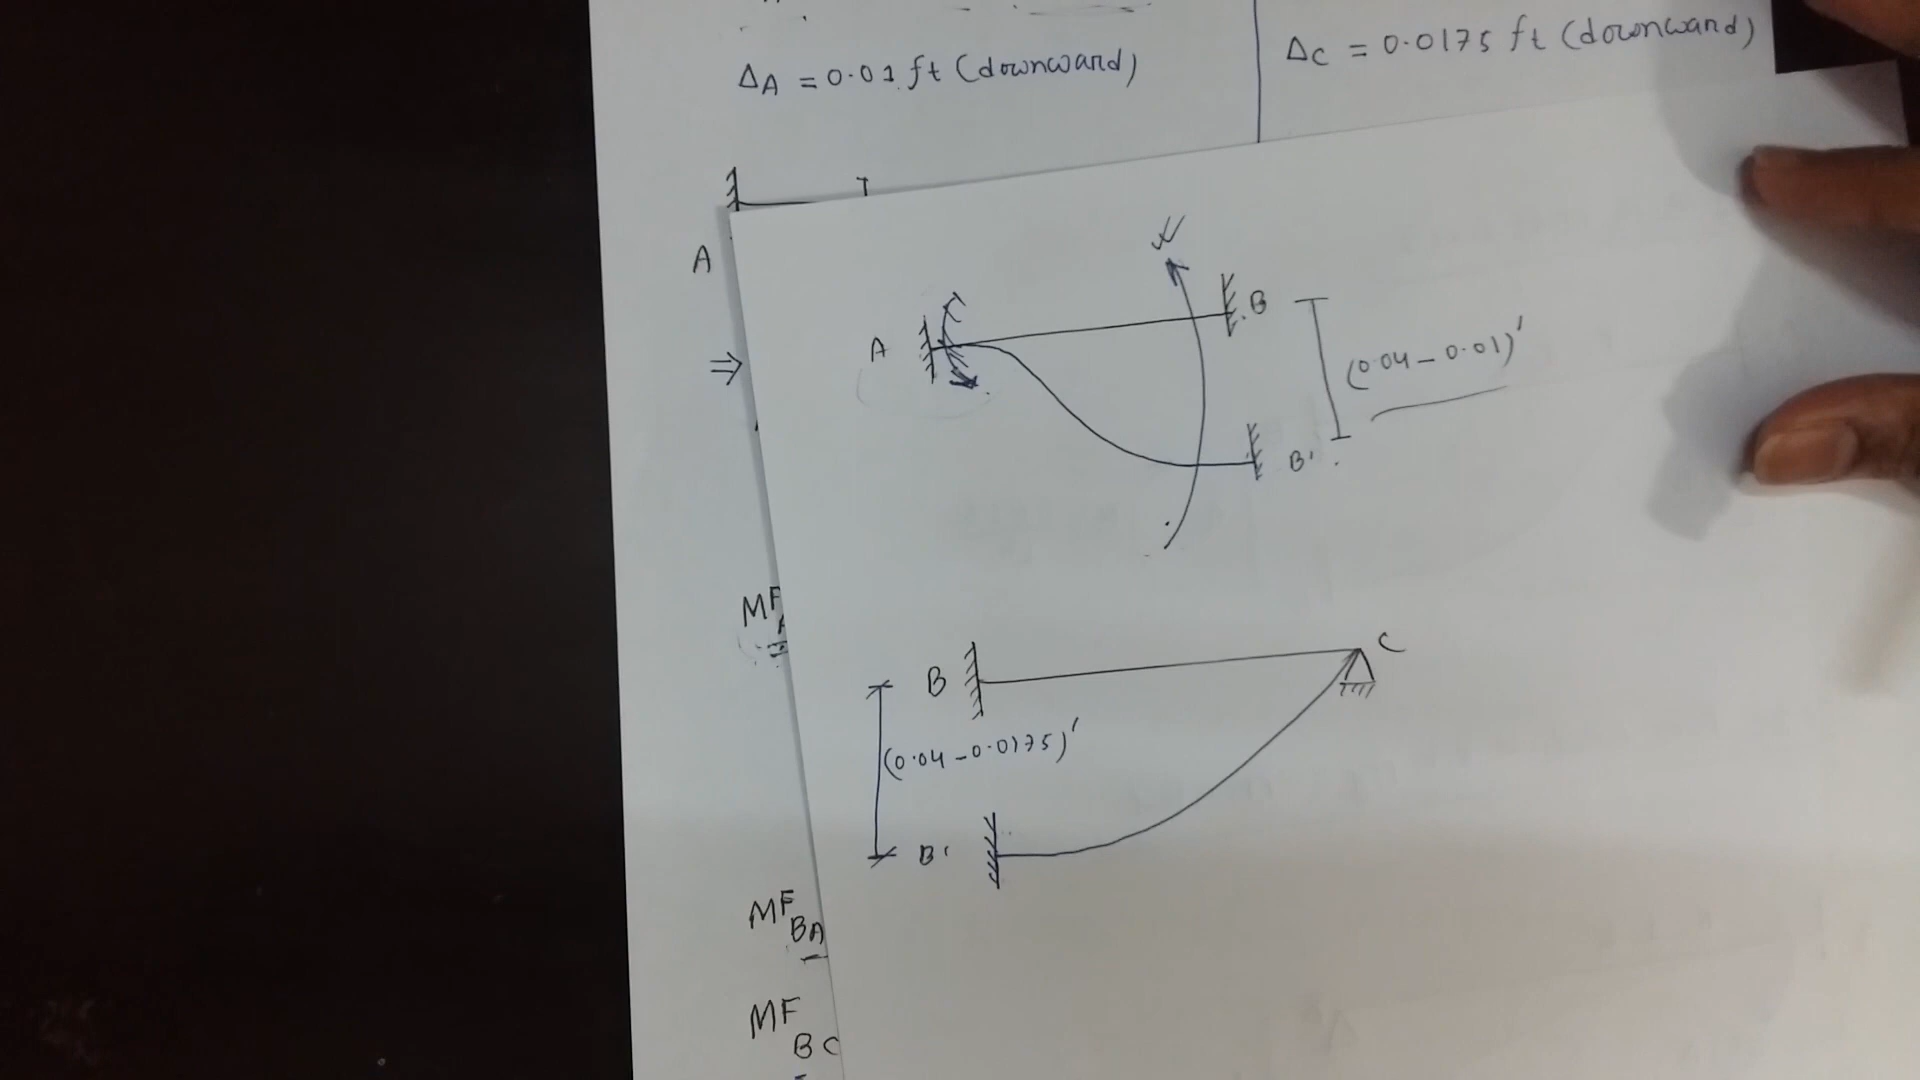 ΔA = 0.01 ft (downward)
ΔC = 0.0175 ft (downward)
A
⇒
A
B
(0.04 - 0.01)'
B'
MF
B
C
(0.04 - 0.0175)'
B'
MF BA
MF BC